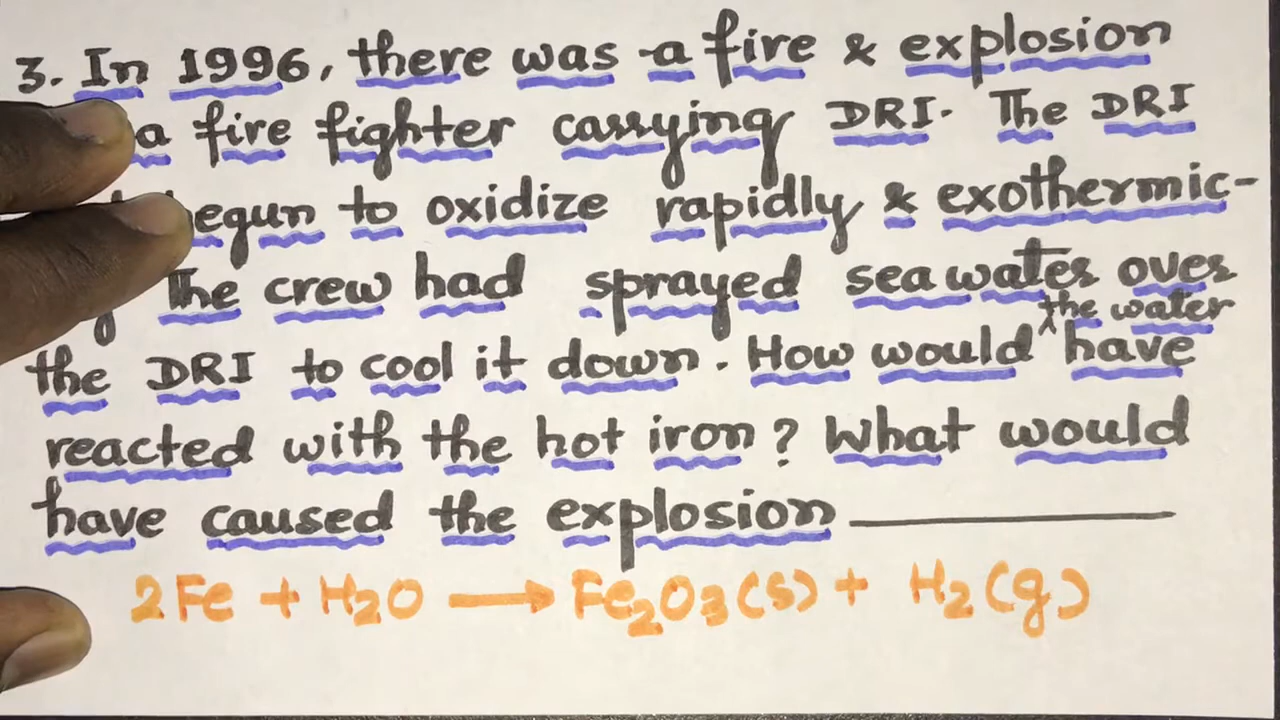 3. In 1996, there was a fire & explosion
a fire fighter carrying DRI. The DRI
egun to oxidize rapidly & exothermic-
The crew had sprayed sea water over
the water
the DRI to cool it down. How would have
reacted with the hot iron? What would
have caused the explosion
2Fe + H2O → Fe2O3(s) + H2(g)